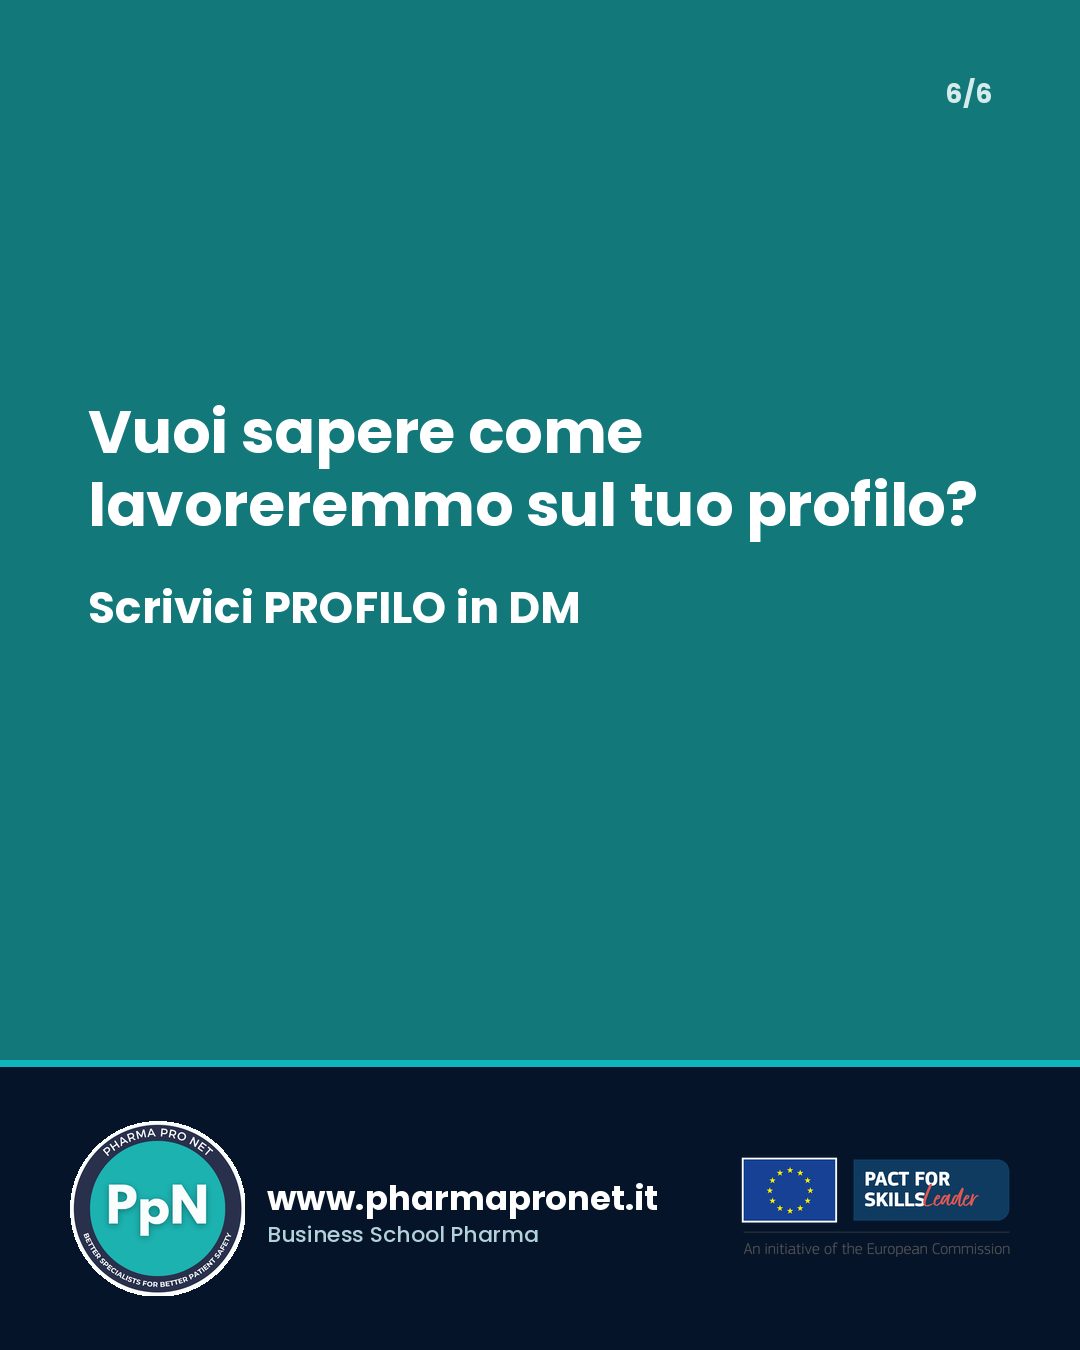 6/6
Vuoi sapere come
lavoreremmo sul tuo profilo?
Scrivici PROFILO in DM
PHARMA PRO NET
PpN
BETTER SPECIALISTS FOR BETTER PATIENT SAFETY
www.pharmapronet.it
Business School Pharma
PACT FOR
SKILLS Leader
An initiative of the European Commission